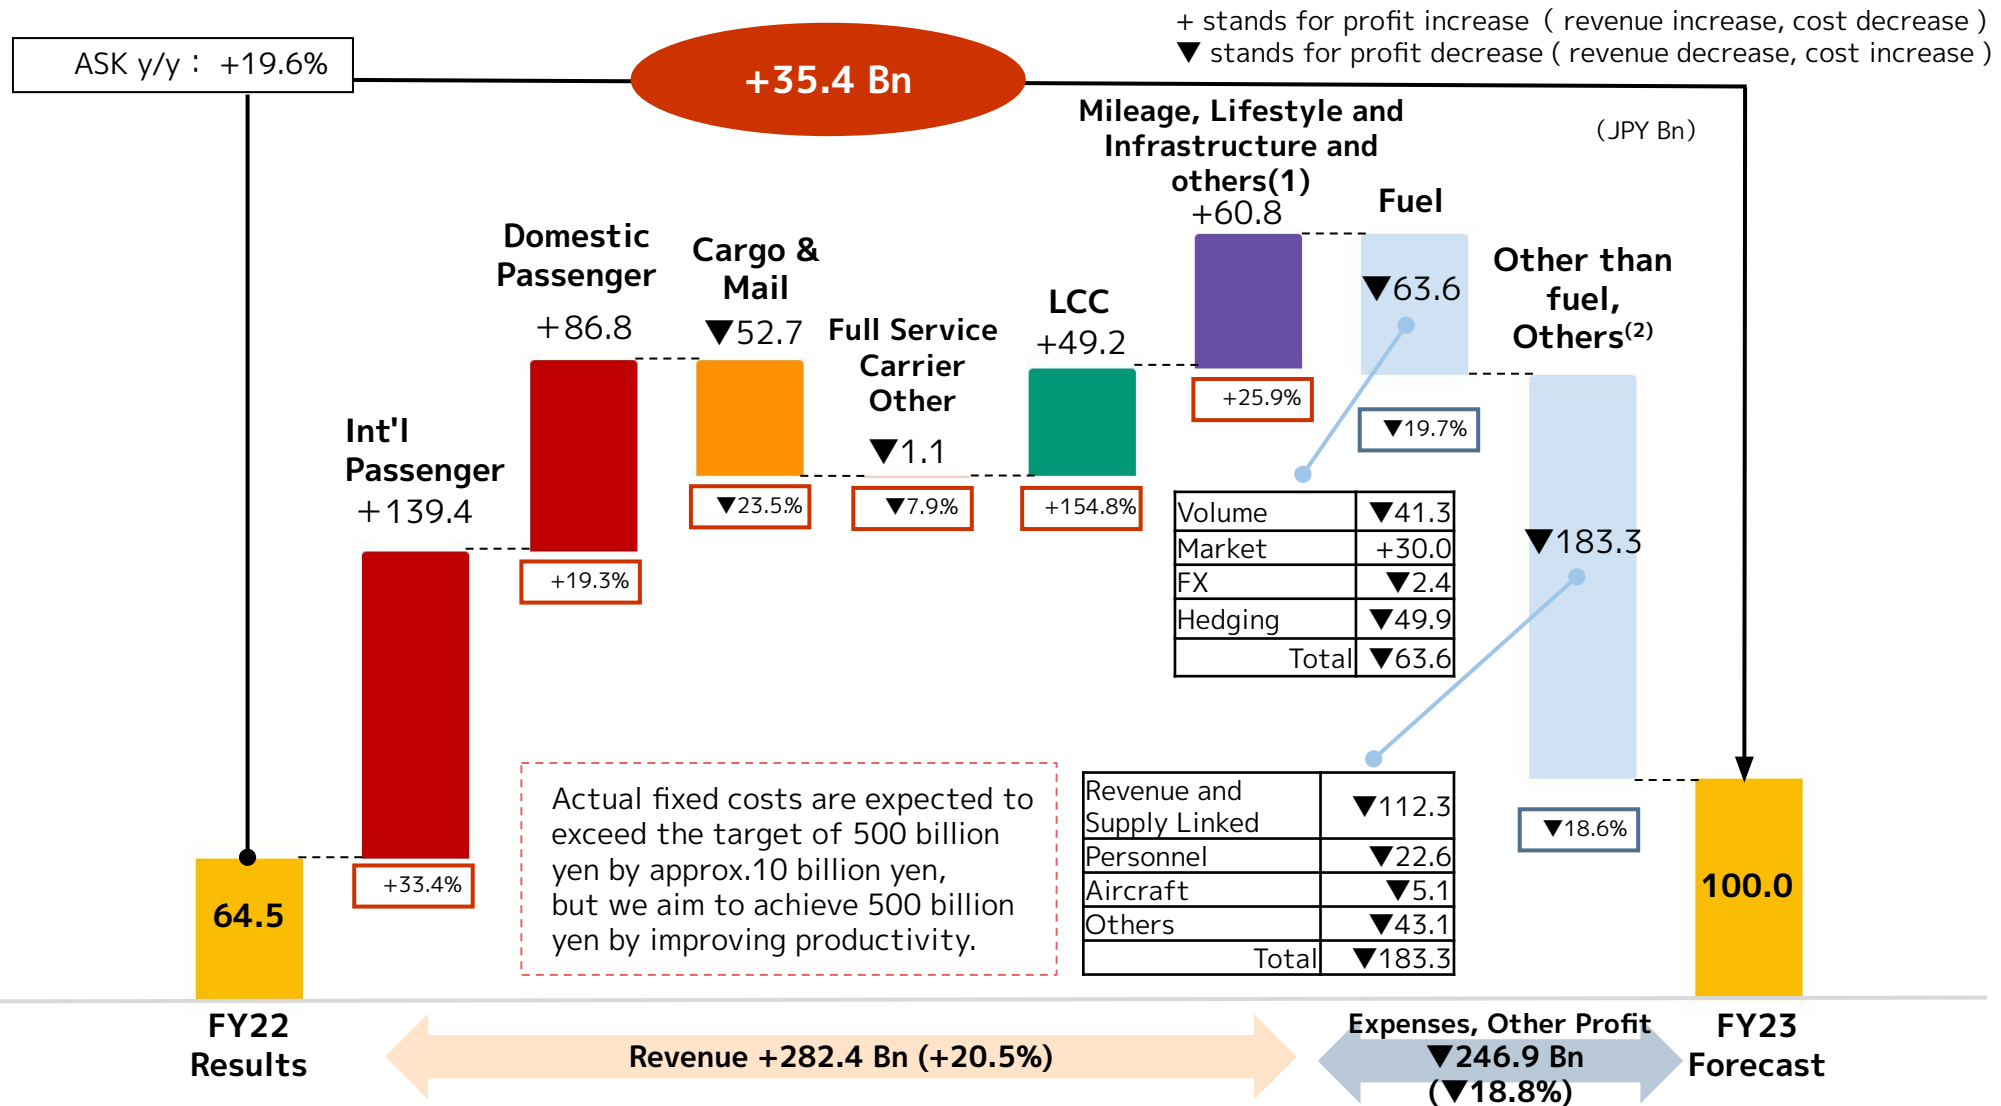 + stands for profit increase ( revenue increase, cost decrease )
▼ stands for profit decrease ( revenue decrease, cost increase )
ASK y/y : +19.6%
+35.4 Bn
(JPY Bn)
Mileage, Lifestyle and
Infrastructure and
others(1)
+60.8
Fuel
▼63.6
Domestic
Passenger
+86.8
Cargo &
Mail
▼52.7
Full Service
Carrier
Other
▼1.1
LCC
+49.2
Other than
fuel,
Others(2)
▼183.3
Int'l
Passenger
+139.4
+33.4%
+19.3%
▼23.5%
▼7.9%
+154.8%
+25.9%
▼19.7%
▼18.6%
Volume ▼41.3
Market +30.0
FX ▼2.4
Hedging ▼49.9
Total ▼63.6
Actual fixed costs are expected to
exceed the target of 500 billion
yen by approx.10 billion yen,
but we aim to achieve 500 billion
yen by improving productivity.
Revenue and
Supply Linked ▼112.3
Personnel ▼22.6
Aircraft ▼5.1
Others ▼43.1
Total ▼183.3
64.5
100.0
FY22
Results
Revenue +282.4 Bn (+20.5%)
Expenses, Other Profit
▼246.9 Bn
(▼18.8%)
FY23
Forecast